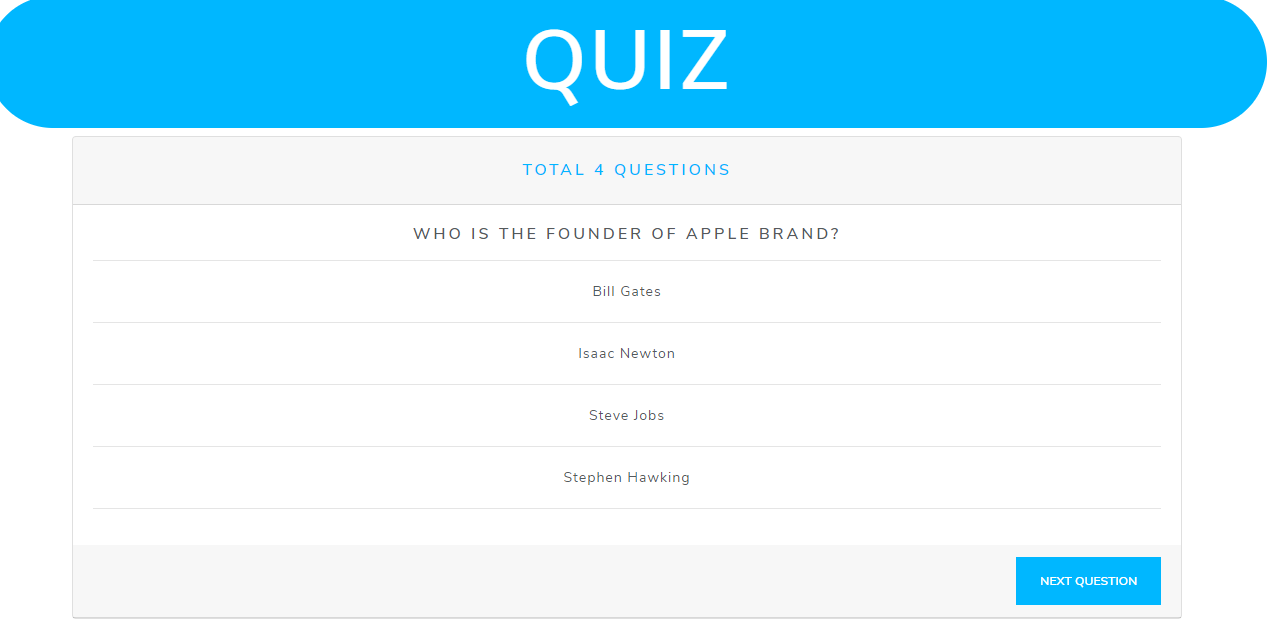 QUIZ
TOTAL 4 QUESTIONS
WHO IS THE FOUNDER OF APPLE BRAND?
Bill Gates
Isaac Newton
Steve Jobs
Stephen Hawking
NEXT QUESTION